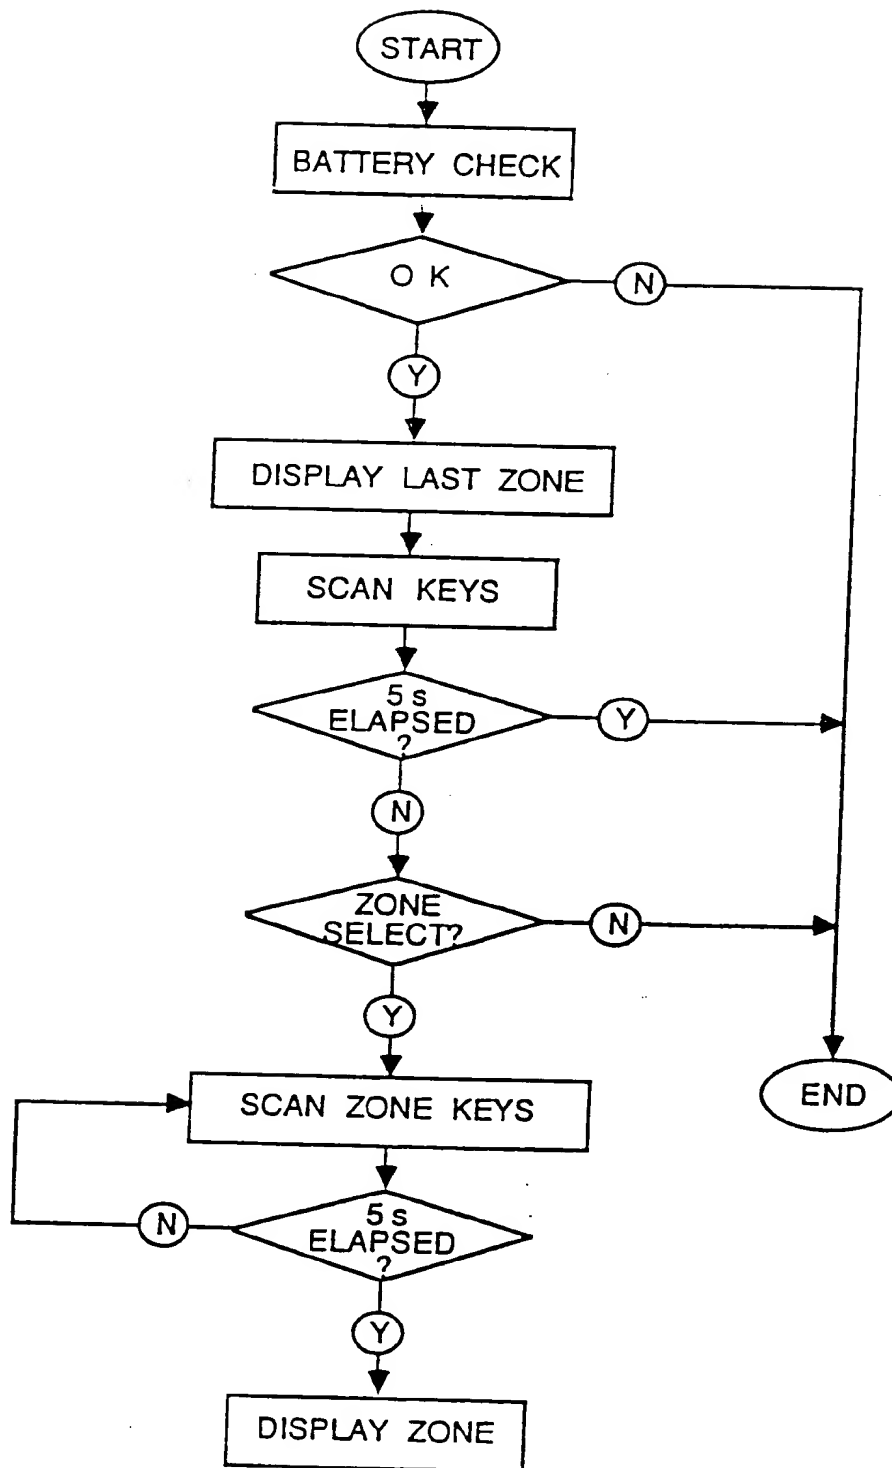 START
BATTERY CHECK
O K
N
Y
DISPLAY LAST ZONE
SCAN KEYS
5 s
ELAPSED
?
Y
N
ZONE
SELECT?
N
Y
SCAN ZONE KEYS
END
5 s
ELAPSED
?
N
Y
DISPLAY ZONE